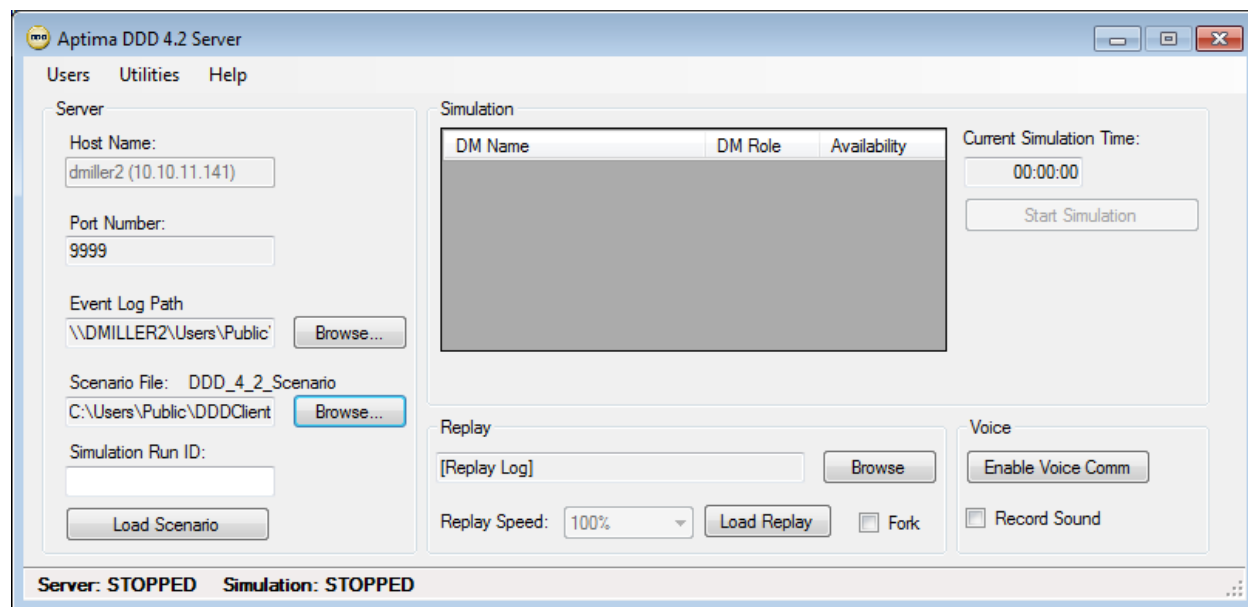 Aptima DDD 4.2 Server
Users Utilities Help
Server
Host Name:
dmiller2 (10.10.11.141)
Port Number:
9999
Event Log Path
\\DMILLER2\Users\Public'
Browse...
Scenario File: DDD_4_2_Scenario
C:\Users\Public\DDDClient
Browse...
Simulation Run ID:
Load Scenario
Simulation
DM Name DM Role Availability
Current Simulation Time:
00:00:00
Start Simulation
Replay
[Replay Log]
Browse
Replay Speed: 100% Load Replay Fork
Voice
Enable Voice Comm
Record Sound
Server: STOPPED Simulation: STOPPED